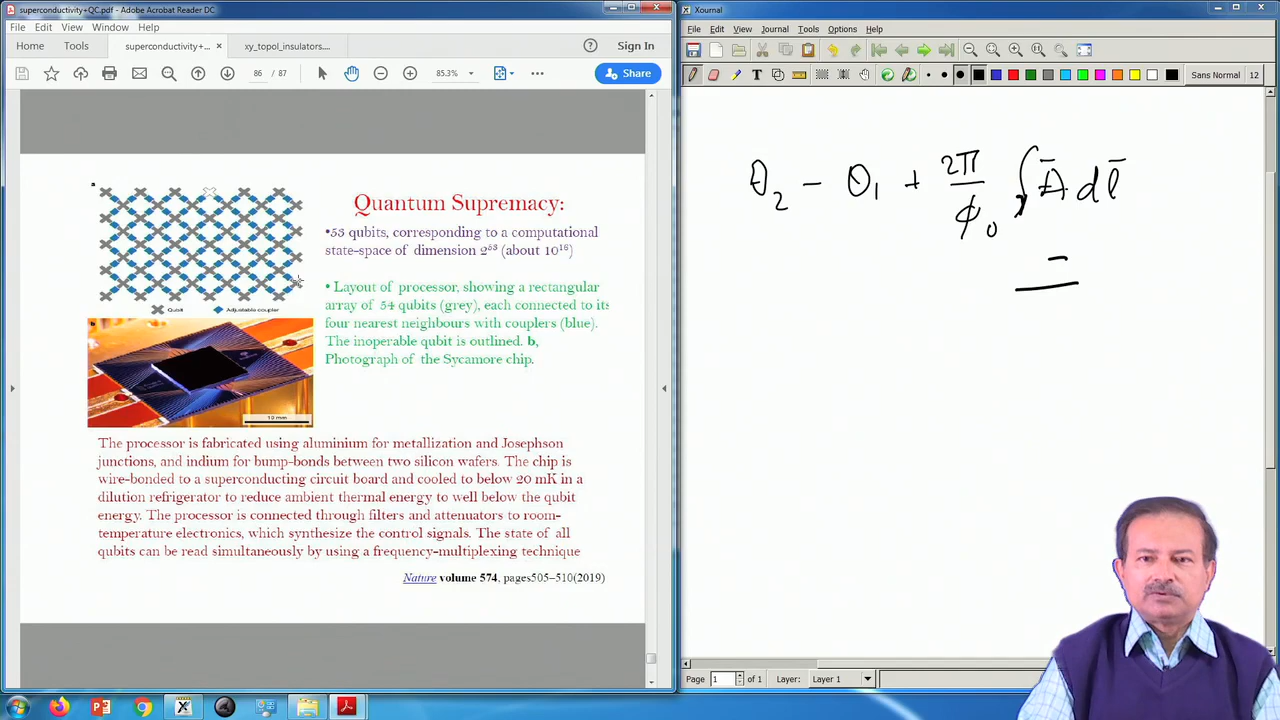 superconductivity+QC.pdf - Adobe Acrobat Reader DC
File Edit View Window Help
Home Tools superconductivity+... × xy_topol_insulators.... Sign In
86 / 87 85.3% Share
a
Qubit Adjustable coupler
b
10 mm
Quantum Supremacy:
•53 qubits, corresponding to a computational
state-space of dimension 2⁵³ (about 10¹⁶)
• Layout of processor, showing a rectangular
array of 54 qubits (grey), each connected to its
four nearest neighbours with couplers (blue).
The inoperable qubit is outlined. b,
Photograph of the Sycamore chip.
The processor is fabricated using aluminium for metallization and Josephson
junctions, and indium for bump-bonds between two silicon wafers. The chip is
wire-bonded to a superconducting circuit board and cooled to below 20 mK in a
dilution refrigerator to reduce ambient thermal energy to well below the qubit
energy. The processor is connected through filters and attenuators to room-
temperature electronics, which synthesize the control signals. The state of all
qubits can be read simultaneously by using a frequency-multiplexing technique
Nature volume 574, pages505–510(2019)
Xournal
File Edit View Journal Tools Options Help
Sans Normal 12
θ₂ − θ₁ + 2π/ϕ₀ ∫ Ā dl̄
Page 1 of 1 Layer: Layer 1